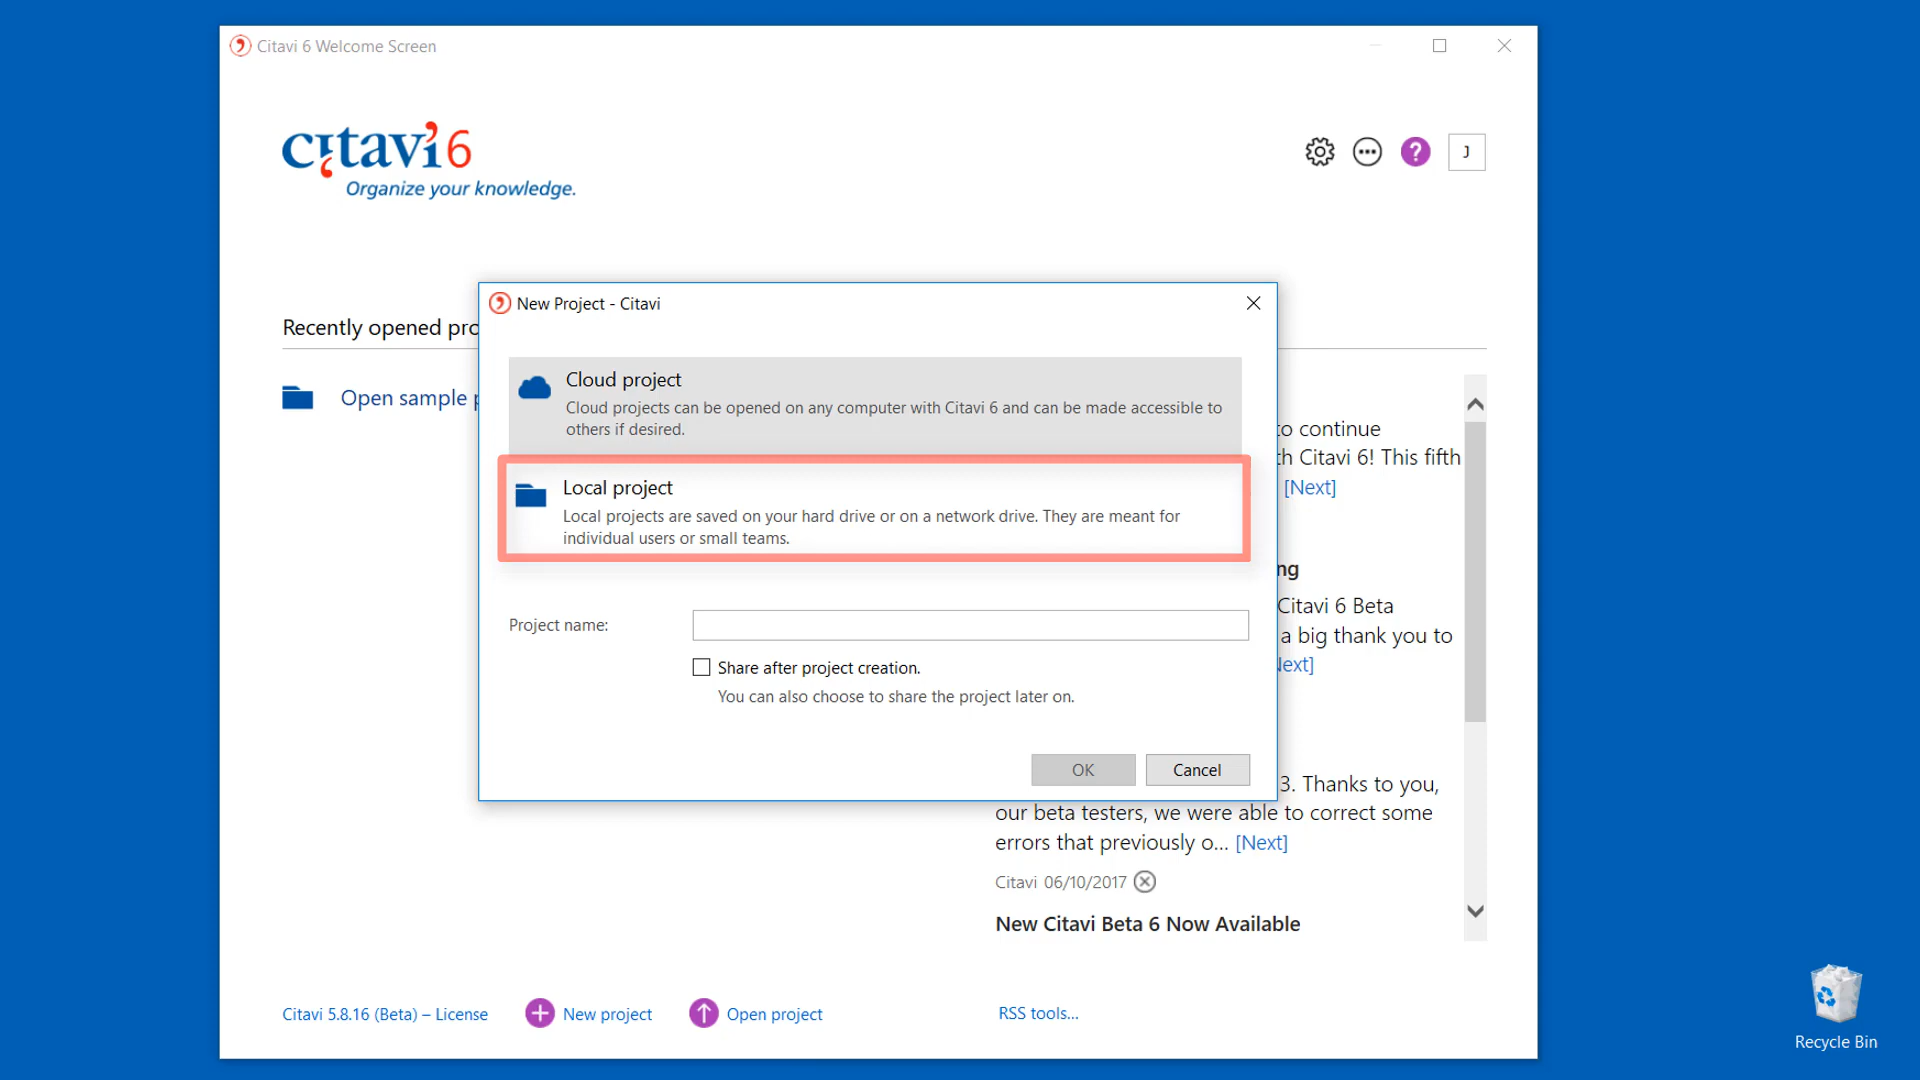 Citavi 6 Welcome Screen
citavi 6
Organize your knowledge.
J
New Project - Citavi
Recently opened pro
Cloud project
Cloud projects can be opened on any computer with Citavi 6 and can be made accessible to
others if desired.
Open sample p
to continue
th Citavi 6! This fifth
[Next]
Local project
Local projects are saved on your hard drive or on a network drive. They are meant for
individual users or small teams.
ng
Citavi 6 Beta
a big thank you to
Next]
Project name:
Share after project creation.
You can also choose to share the project later on.
OK
Cancel
3. Thanks to you,
our beta testers, we were able to correct some
errors that previously o... [Next]
Citavi 06/10/2017
New Citavi Beta 6 Now Available
Citavi 5.8.16 (Beta) – License
New project
Open project
RSS tools...
Recycle Bin